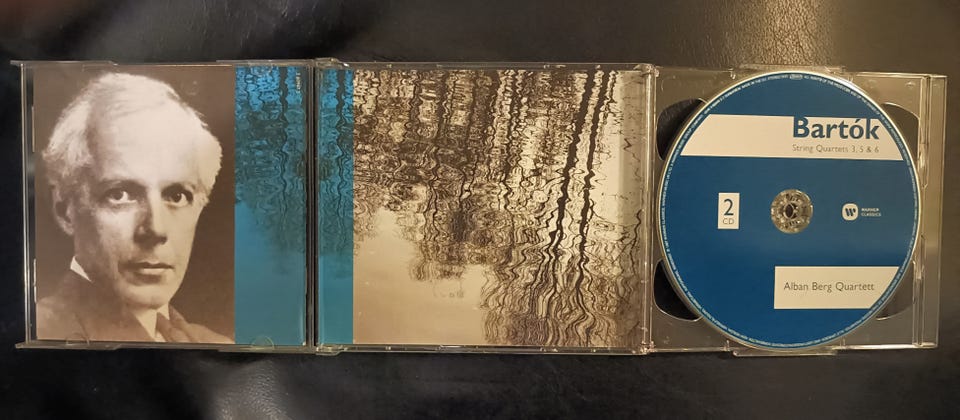 Bartók
String Quartets 3, 5 & 6
2
CD
WARNER
CLASSICS
Alban Berg Quartett